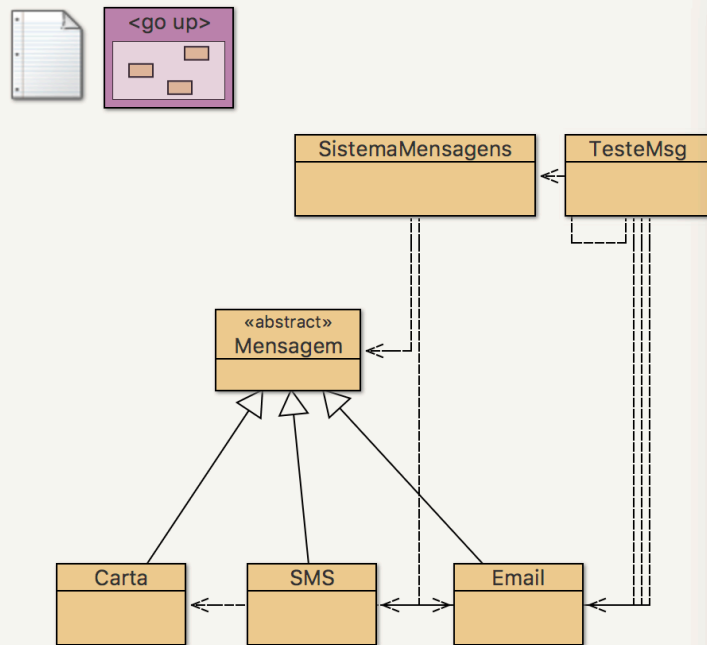 <go up>
SistemaMensagens
TesteMsg
«abstract»
Mensagem
Carta
SMS
Email